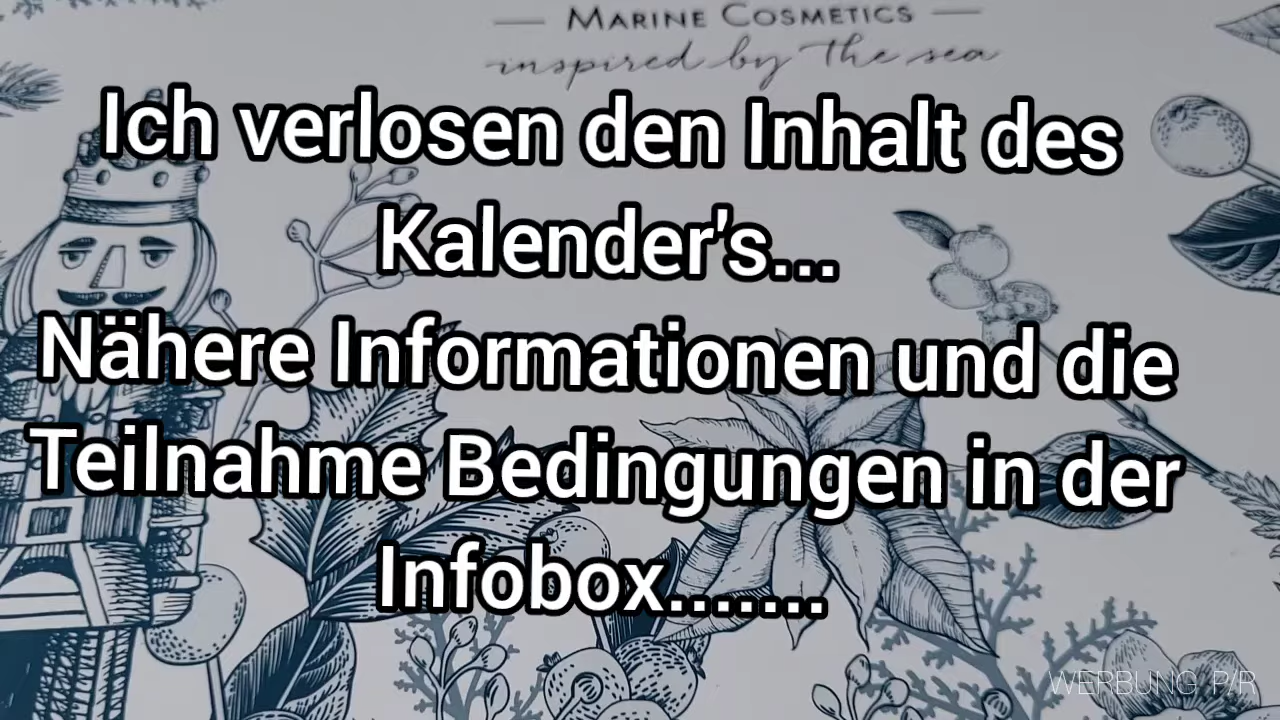 MARINE COSMETICS
inspired by the sea
Ich verlosen den Inhalt des
Kalender's...
Nähere Informationen und die
Teilnahme Bedingungen in der
Infobox.......
WERBUNG P/R